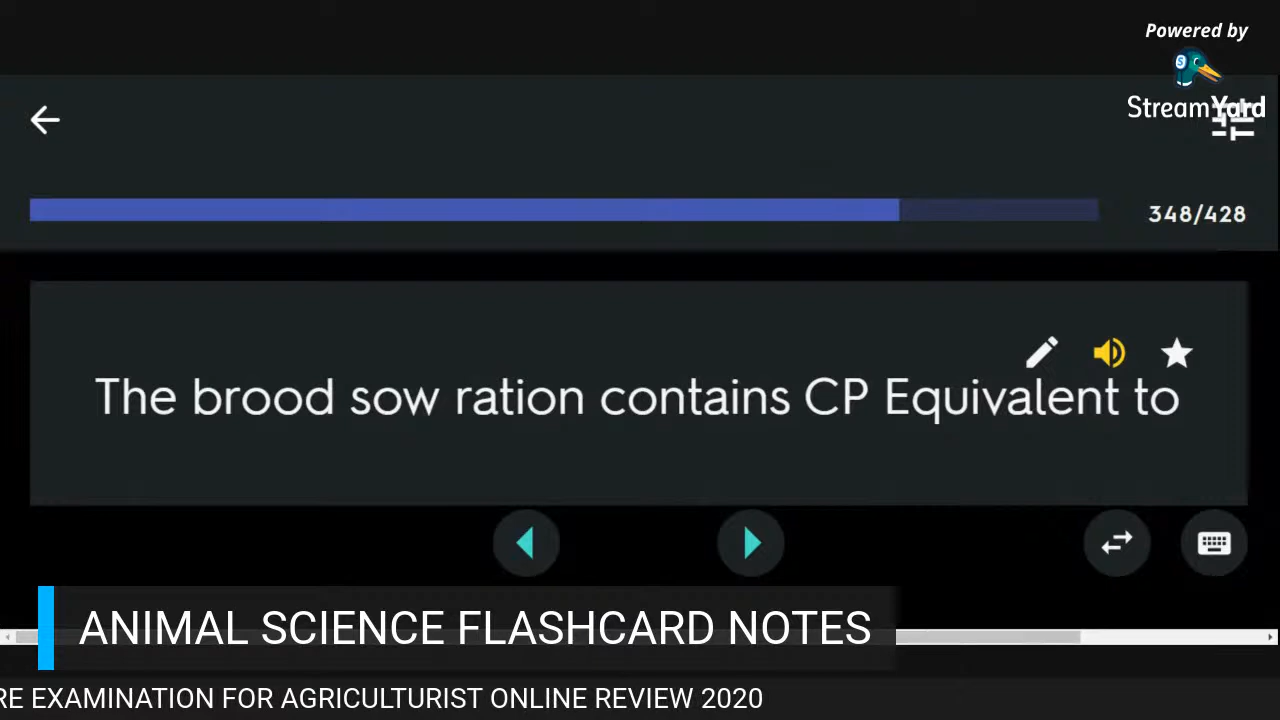 Powered by
StreamYard
348/428
The brood sow ration contains CP Equivalent to
ANIMAL SCIENCE FLASHCARD NOTES
RE EXAMINATION FOR AGRICULTURIST ONLINE REVIEW 2020